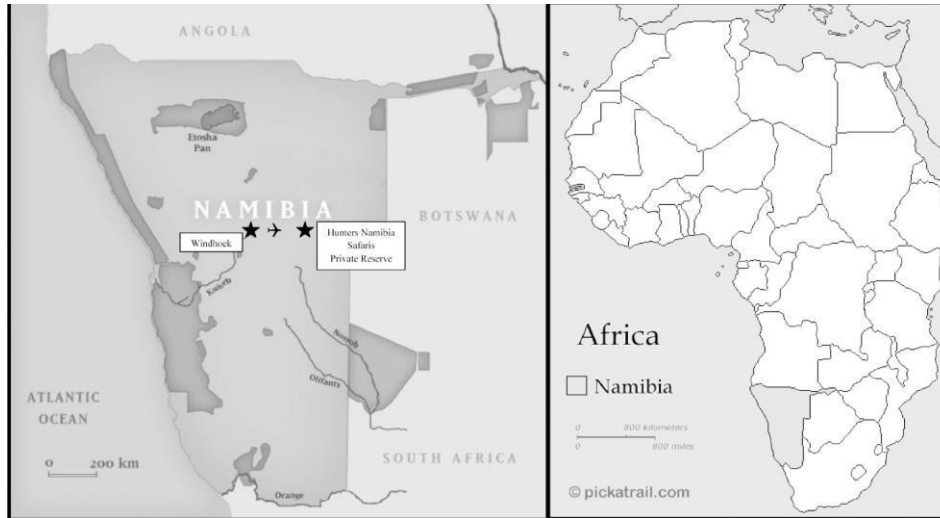 ANGOLA
Etosha
Pan
NAMIBIA
BOTSWANA
Windhoek
Hunters Namibia
Safaris
Private Reserve
Kuiseb
Nossob
Olifants
ATLANTIC
OCEAN
0 200 km
SOUTH AFRICA
Orange
Africa
Namibia
0 800 kilometers
0 800 miles
© pickatrail.com